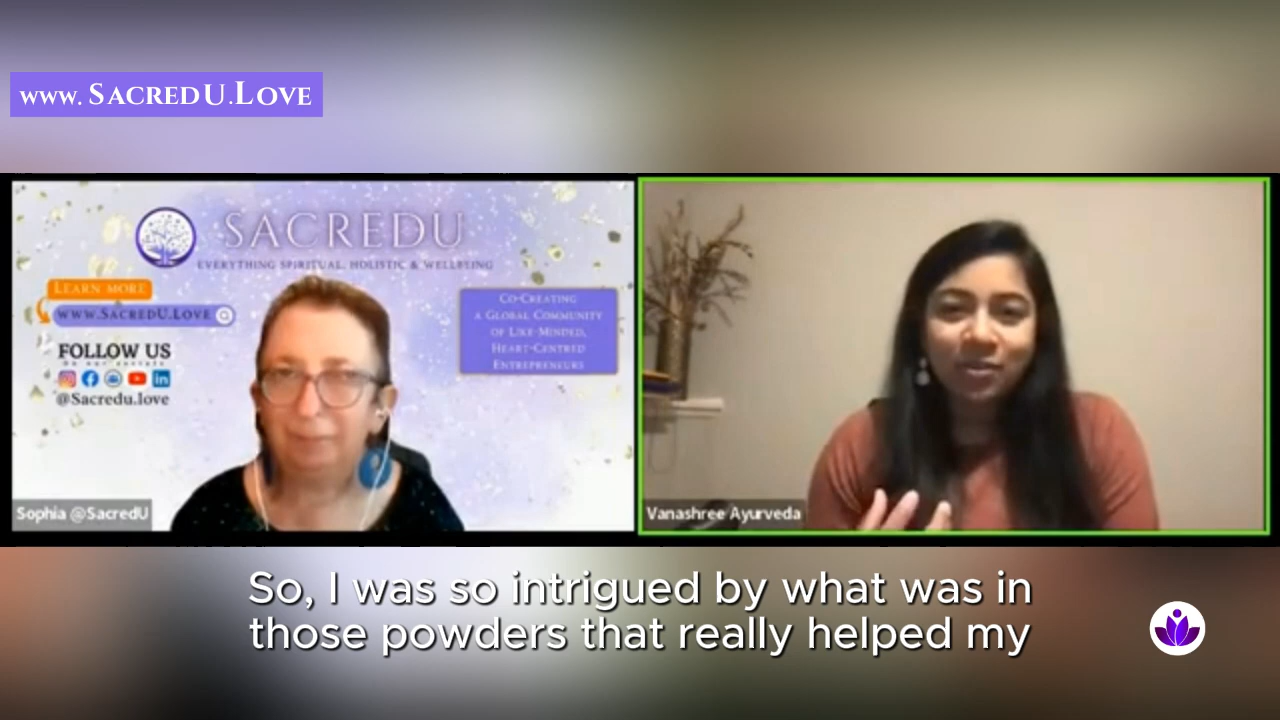 www. SacredU.Love
SACREDU
EVERYTHING SPIRITUAL, HOLISTIC & WELLBEING
Learn more
www.SacredU.Love
FOLLOW US
@Sacredu.love
Co-Creating
a Global Community
of Like-Minded,
Heart-Centred
Entrepreneurs
Sophia @SacredU
Vanashree Ayurveda
So, I was so intrigued by what was in
those powders that really helped my